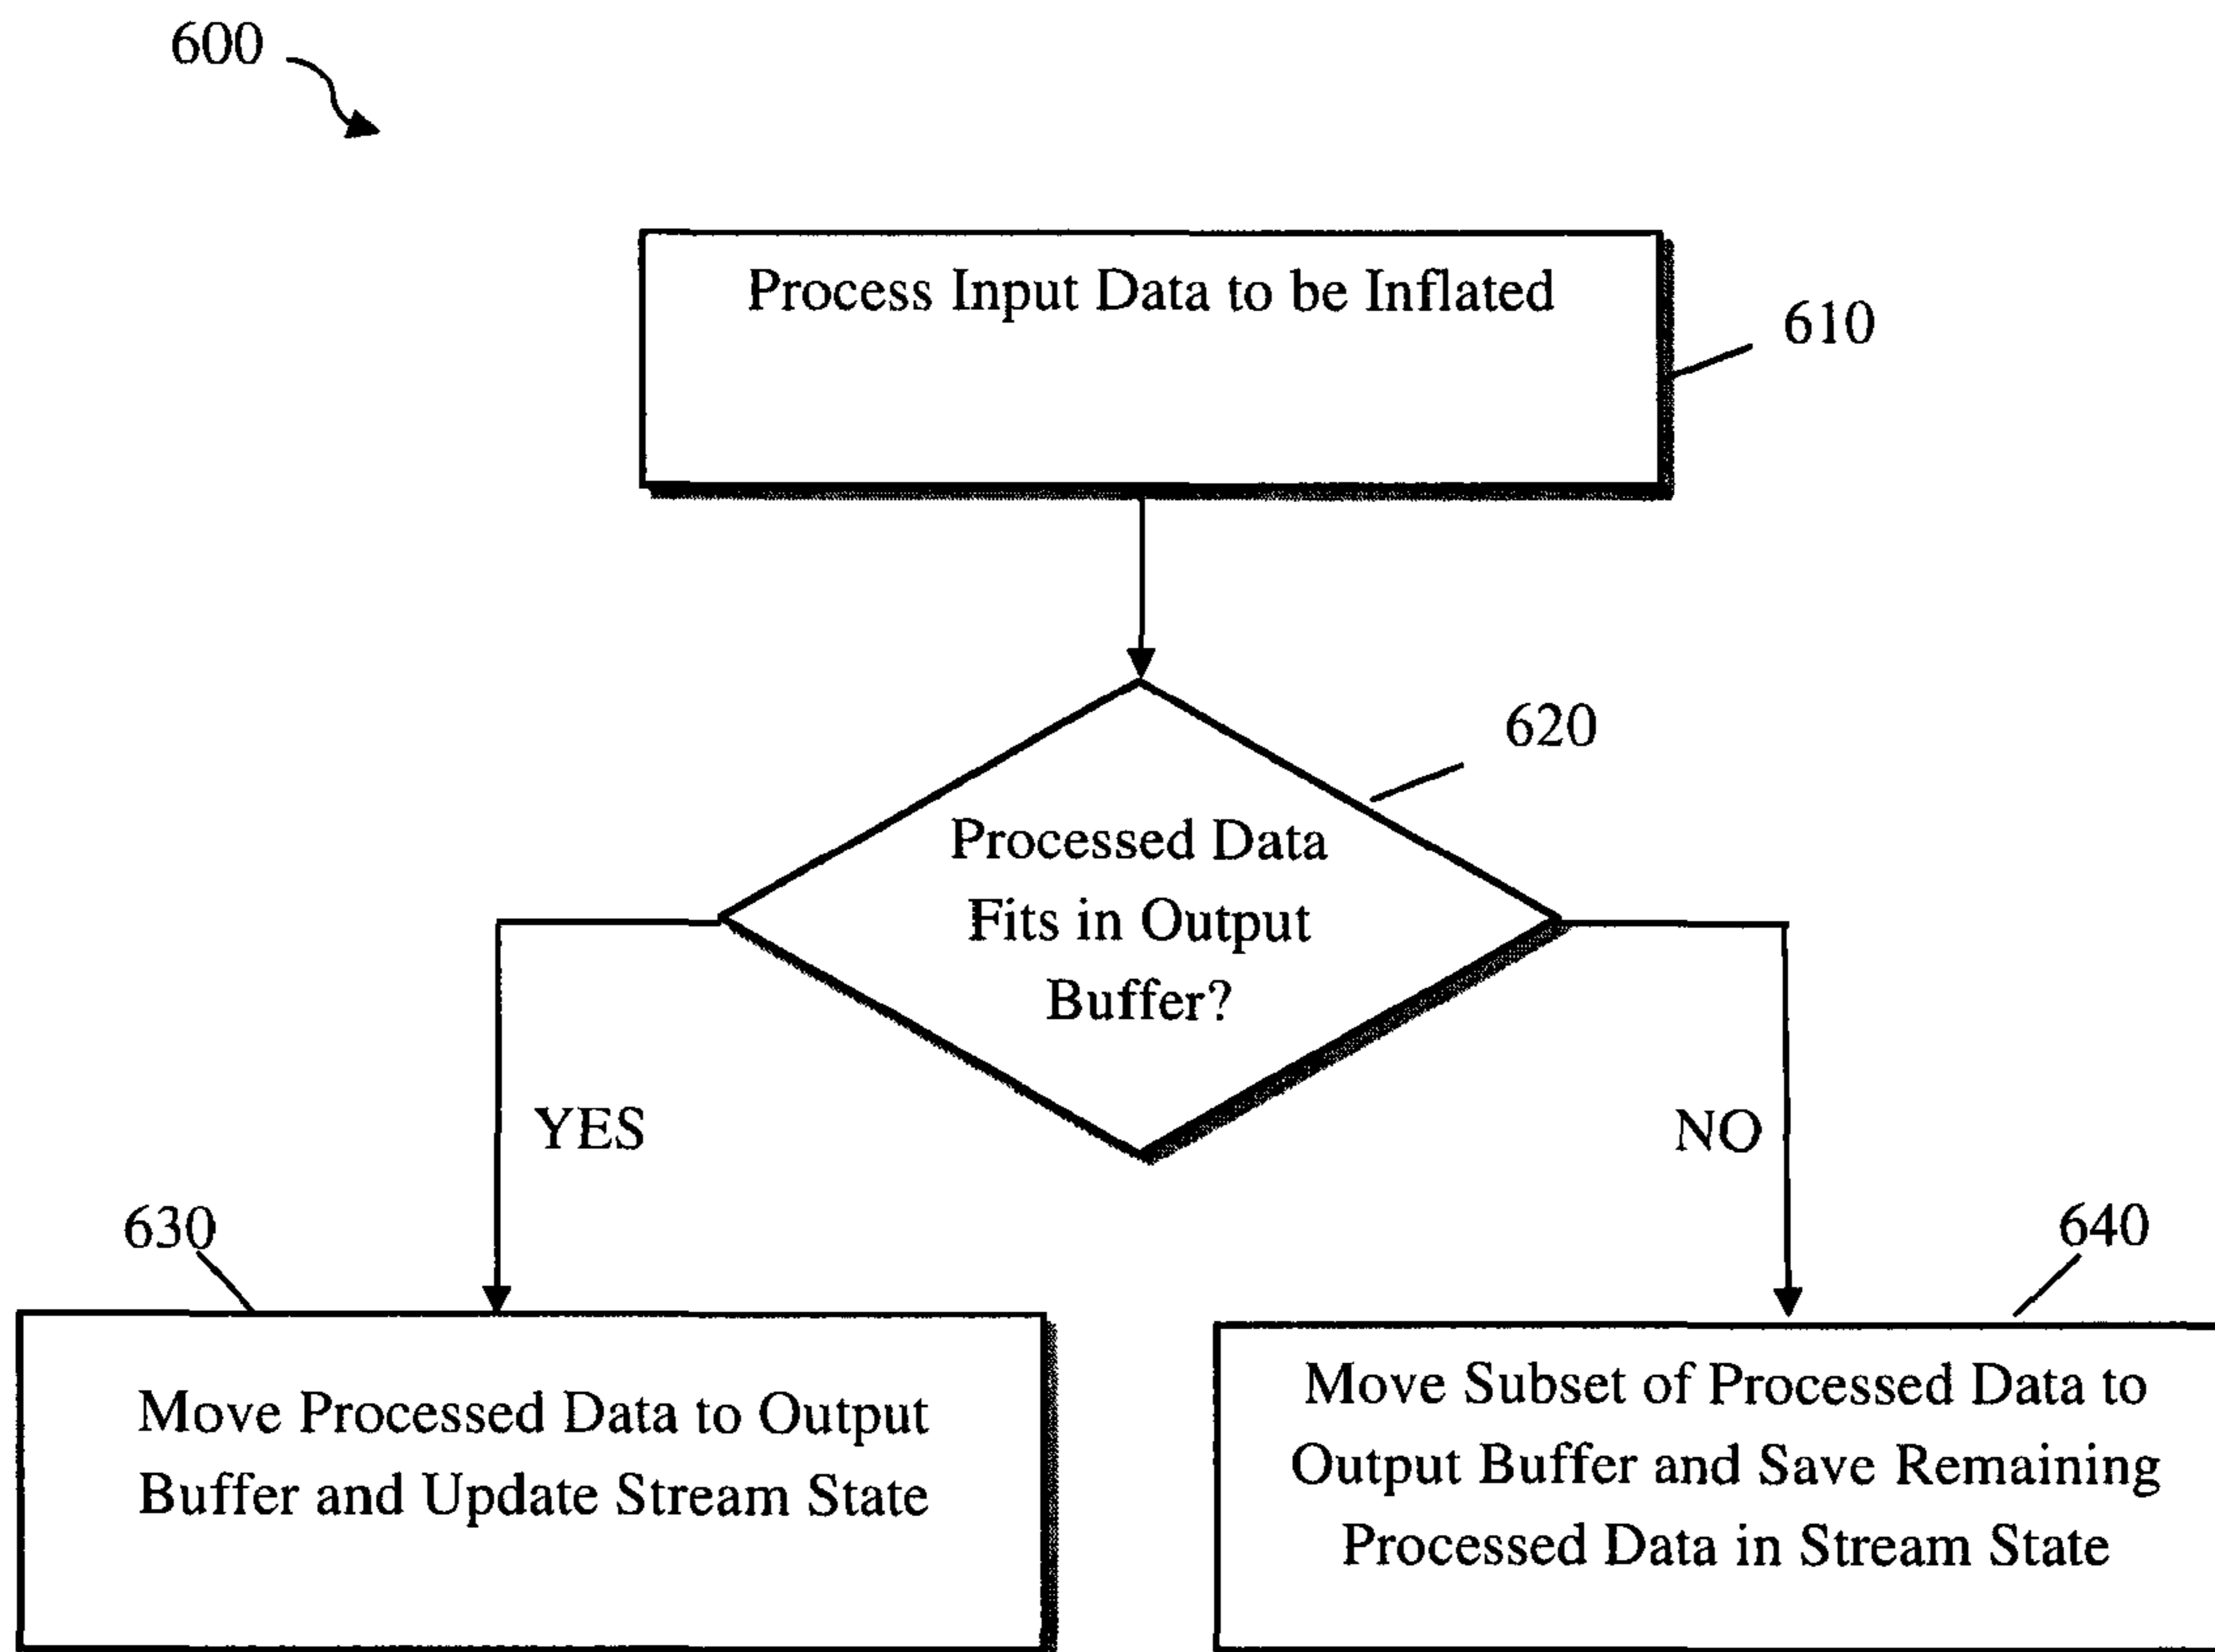 600
Process Input Data to be Inflated
610
620
Processed Data
Fits in Output
Buffer?
YES
NO
630
640
Move Processed Data to Output
Buffer and Update Stream State
Move Subset of Processed Data to
Output Buffer and Save Remaining
Processed Data in Stream State